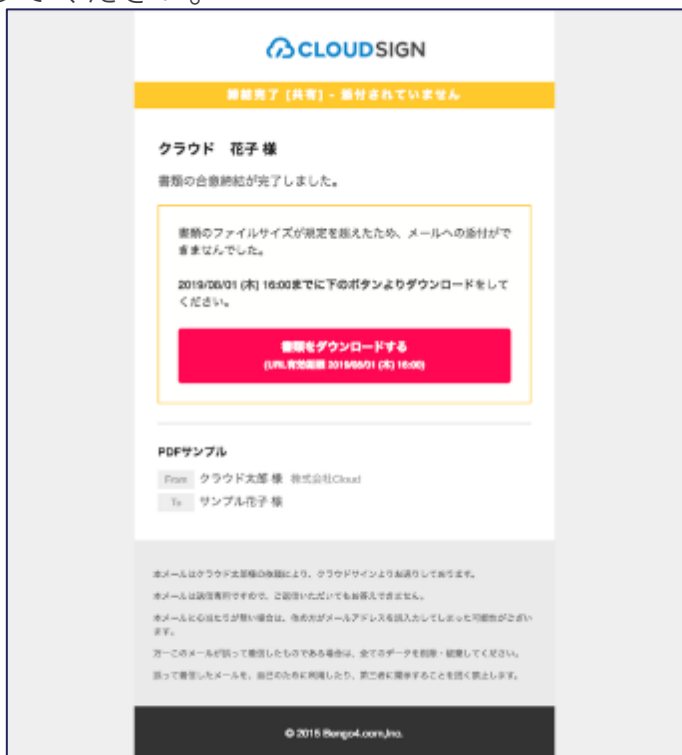 ください。
CLOUDSIGN
締結完了 [共有] - 添付されていません
クラウド 花子 様
書類の合意締結が完了しました。
書類のファイルサイズが規定を超えたため、メールへの添付がで
きませんでした。
2019/08/01 (木) 16:00までに下のボタンよりダウンロードをして
ください。
書類をダウンロードする
(URL有効期限 2019/08/01 (木) 16:00)
PDFサンプル
From クラウド太郎 様 株式会社Cloud
To サンプル花子 様
本メールはクラウド太郎様の依頼により、クラウドサインよりお送りしております。
本メールは送信専用ですので、ご返信いただいてもお答えできません。
本メールに心当たりが無い場合は、他の方がメールアドレスを誤入力してしまった可能性がござい
ます。
万一このメールが誤って着信したものである場合は、全てのデータを削除・破棄してください。
誤って着信したメールを、自己のために利用したり、第三者に開示することを固く禁止します。
© 2015 Bengo4.com,Inc.